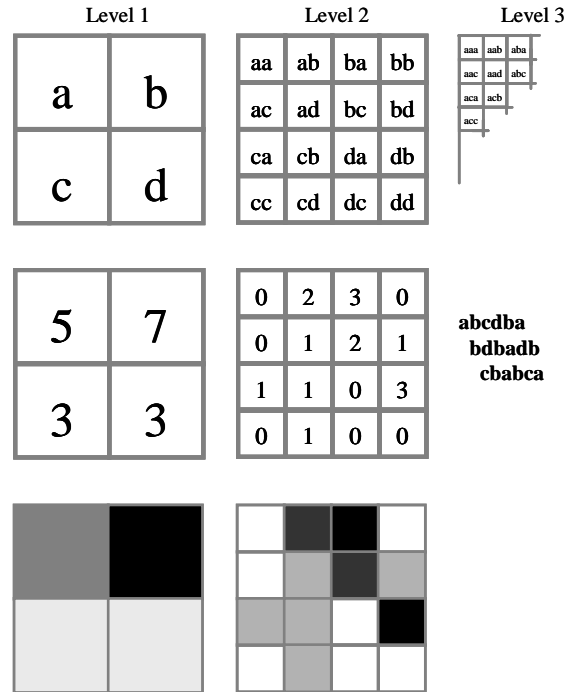 Level 1 Level 2 Level 3
a b
c d
aa ab ba bb
ac ad bc bd
ca cb da db
cc cd dc dd
aaa aab aba
aac aad abc
aca acb
acc
5 7
3 3
0 2 3 0
0 1 2 1
1 1 0 3
0 1 0 0
abcdba
bdbadb
cbabca